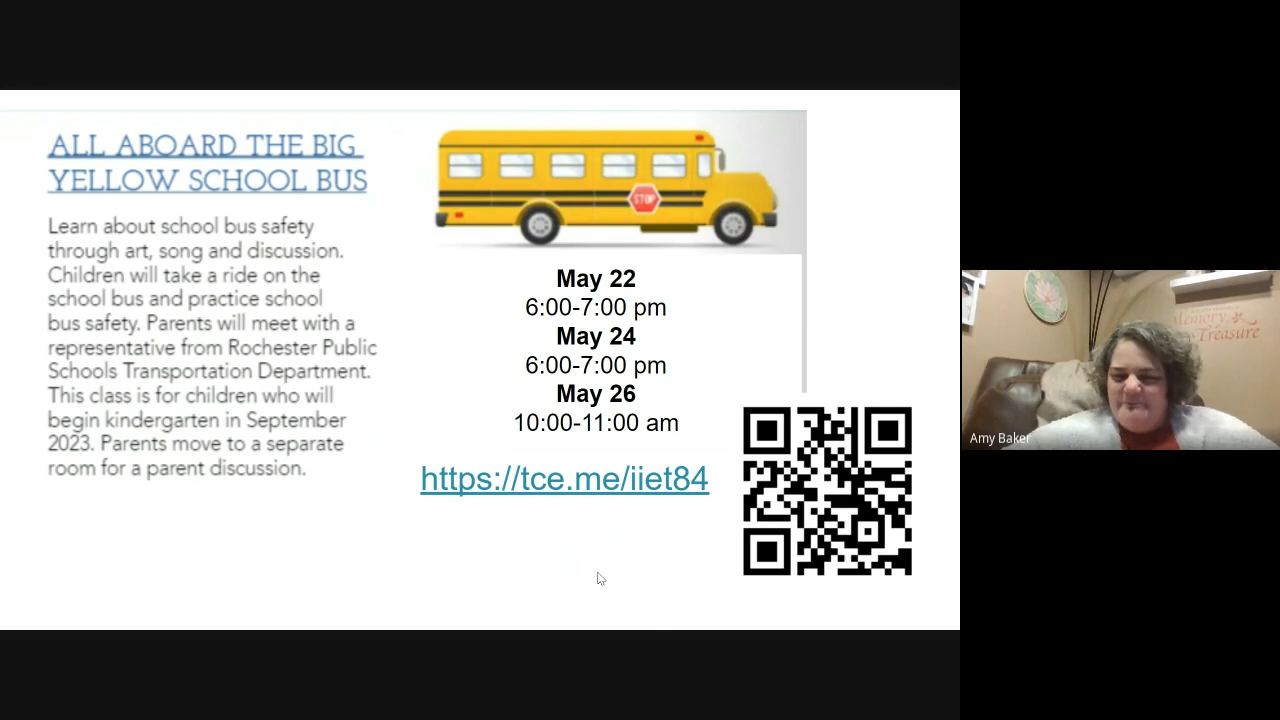 ALL ABOARD THE BIG
YELLOW SCHOOL BUS
Learn about school bus safety
through art, song and discussion.
Children will take a ride on the
school bus and practice school
bus safety. Parents will meet with a
representative from Rochester Public
Schools Transportation Department.
This class is for children who will
begin kindergarten in September
2023. Parents move to a separate
room for a parent discussion.
STOP
May 22
6:00-7:00 pm
May 24
6:00-7:00 pm
May 26
10:00-11:00 am
https://tce.me/iiet84
Memory
Treasure
Amy Baker